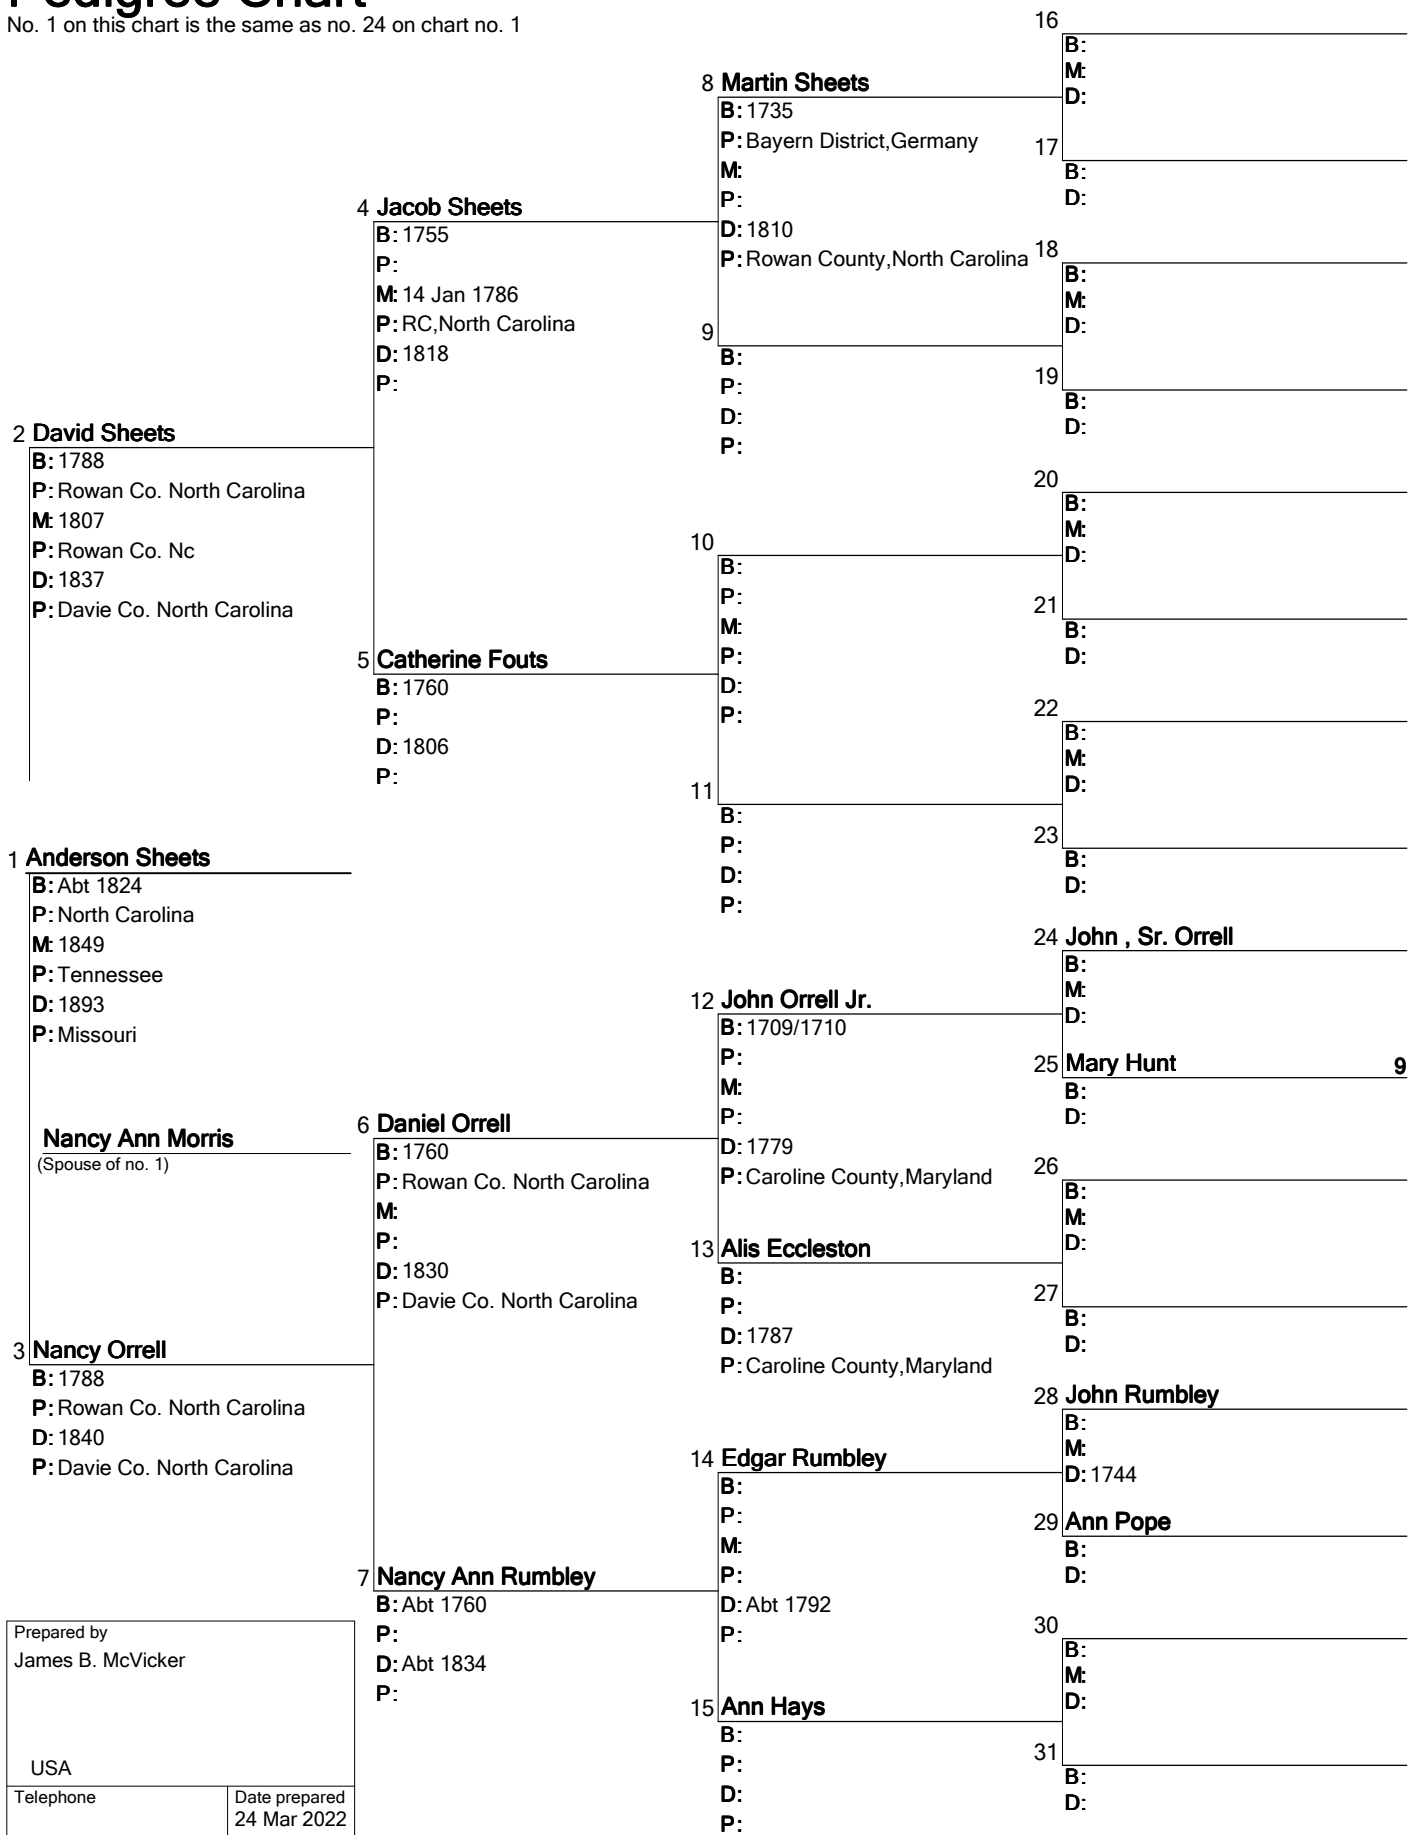 Pedigree Chart
No. 1 on this chart is the same as no. 24 on chart no. 1
2 David Sheets
B: 1788
P: Rowan Co. North Carolina
M: 1807
P: Rowan Co. Nc
D: 1837
P: Davie Co. North Carolina
1 Anderson Sheets
B: Abt 1824
P: North Carolina
M: 1849
P: Tennessee
D: 1893
P: Missouri
Nancy Ann Morris
(Spouse of no. 1)
3 Nancy Orrell
B: 1788
P: Rowan Co. North Carolina
D: 1840
P: Davie Co. North Carolina
Prepared by
James B. McVicker
USA
Telephone
Date prepared
24 Mar 2022
4 Jacob Sheets
B: 1755
P:
M: 14 Jan 1786
P: RC,North Carolina
D: 1818
P:
5 Catherine Fouts
B: 1760
P:
D: 1806
P:
6 Daniel Orrell
B: 1760
P: Rowan Co. North Carolina
M:
P:
D: 1830
P: Davie Co. North Carolina
7 Nancy Ann Rumbley
B: Abt 1760
P:
D: Abt 1834
P:
8 Martin Sheets
B: 1735
P: Bayern District,Germany
M:
P:
D: 1810
P: Rowan County,North Carolina
9
B:
P:
D:
P:
10
B:
P:
M:
P:
D:
P:
11
B:
P:
D:
P:
12 John Orrell Jr.
B: 1709/1710
P:
M:
P:
D: 1779
P: Caroline County,Maryland
13 Alis Eccleston
B:
P:
D: 1787
P: Caroline County,Maryland
14 Edgar Rumbley
B:
P:
M:
P:
D: Abt 1792
P:
15 Ann Hays
B:
P:
D:
P:
16
B:
M:
D:
17
B:
D:
18
B:
M:
D:
19
B:
D:
20
B:
M:
D:
21
B:
D:
22
B:
M:
D:
23
B:
D:
24 John , Sr. Orrell
B:
M:
D:
25 Mary Hunt 9
B:
D:
26
B:
M:
D:
27
B:
D:
28 John Rumbley
B:
M:
D: 1744
29 Ann Pope
B:
D:
30
B:
M:
D:
31
B:
D: